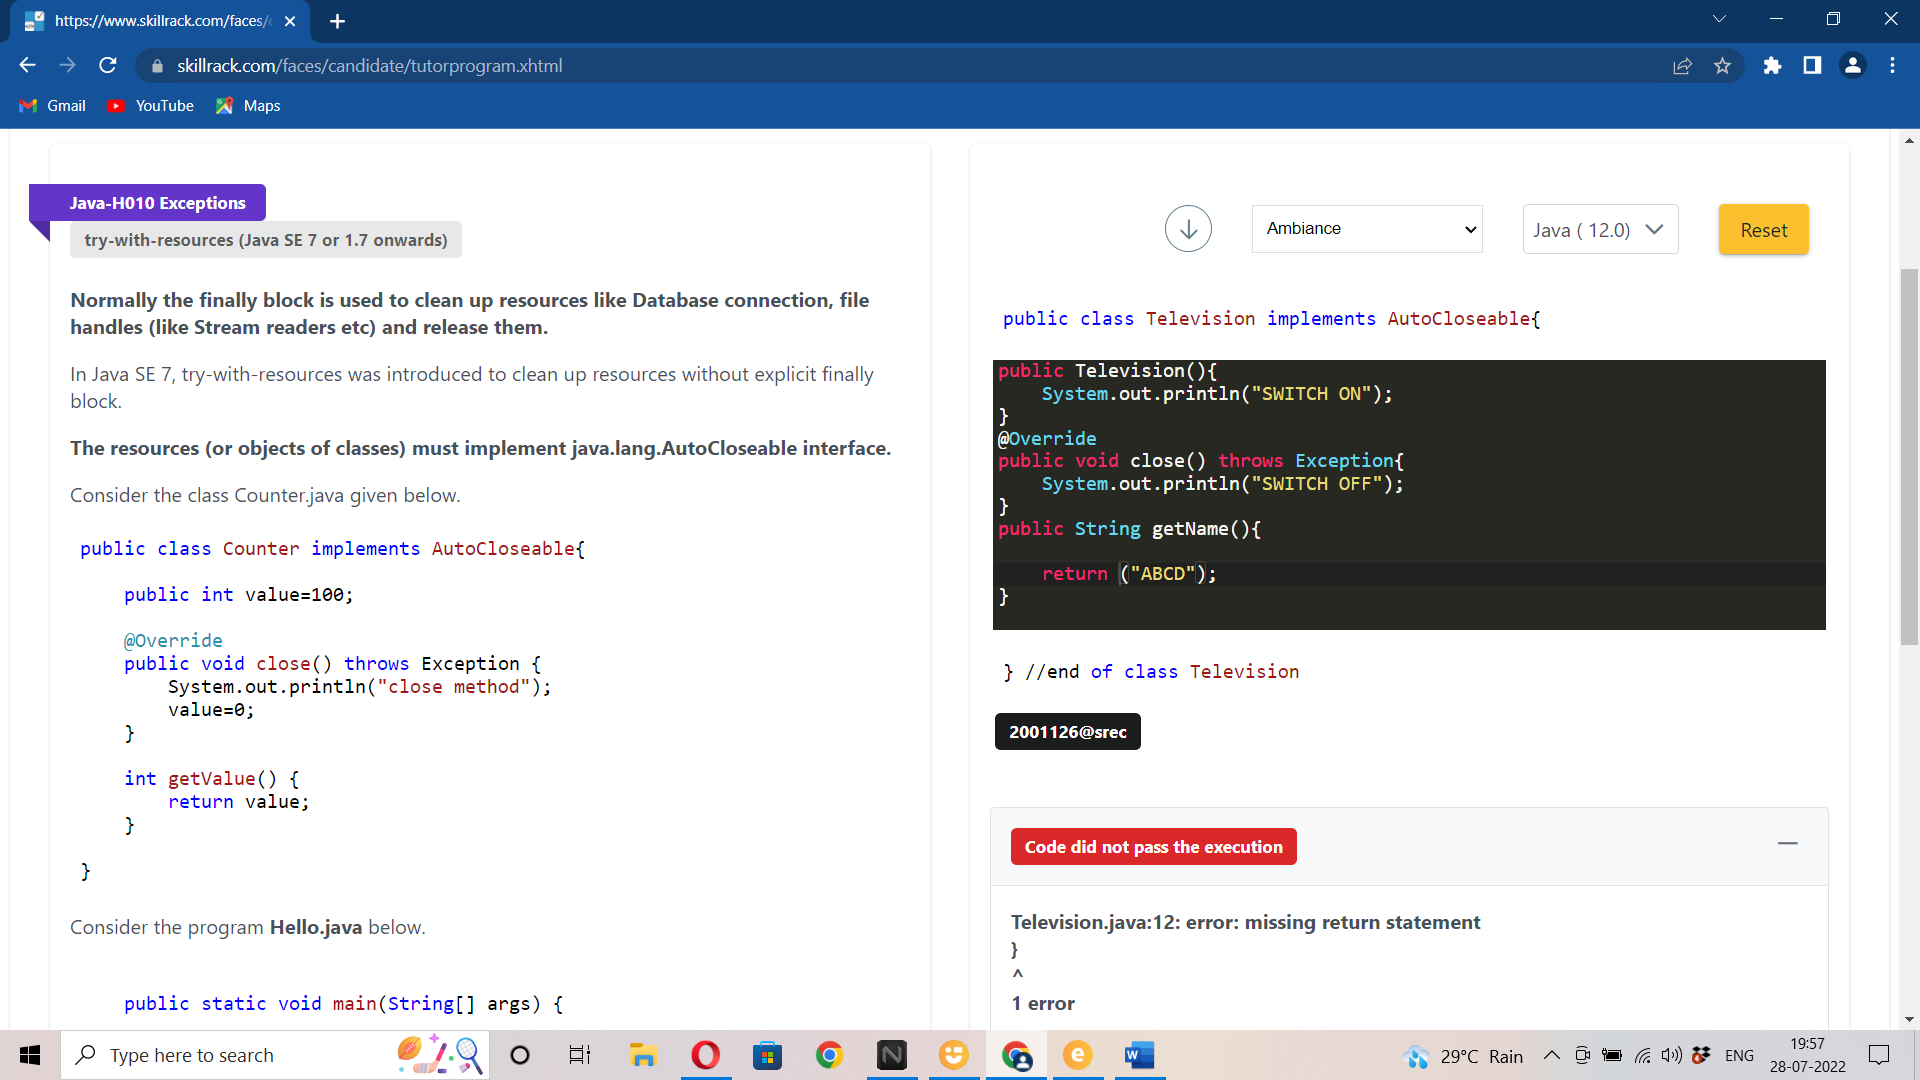 https://www.skillrack.com/faces/c
skillrack.com/faces/candidate/tutorprogram.xhtml
Gmail YouTube Maps
Java-H010 Exceptions
try-with-resources (Java SE 7 or 1.7 onwards)
Normally the finally block is used to clean up resources like Database connection, file
handles (like Stream readers etc) and release them.
In Java SE 7, try-with-resources was introduced to clean up resources without explicit finally
block.
The resources (or objects of classes) must implement java.lang.AutoCloseable interface.
Consider the class Counter.java given below.
public class Counter implements AutoCloseable{
public int value=100;
@Override
public void close() throws Exception {
System.out.println("close method");
value=0;
}
int getValue() {
return value;
}
}
Consider the program Hello.java below.
public static void main(String[] args) {
Ambiance
Java ( 12.0)
Reset
public class Television implements AutoCloseable{
public Television(){
System.out.println("SWITCH ON");
}
@Override
public void close() throws Exception{
System.out.println("SWITCH OFF");
}
public String getName(){
return ("ABCD");
}
} //end of class Television
2001126@srec
Code did not pass the execution
Television.java:12: error: missing return statement
}
^
1 error
Type here to search
29°C Rain
ENG
19:57
28-07-2022